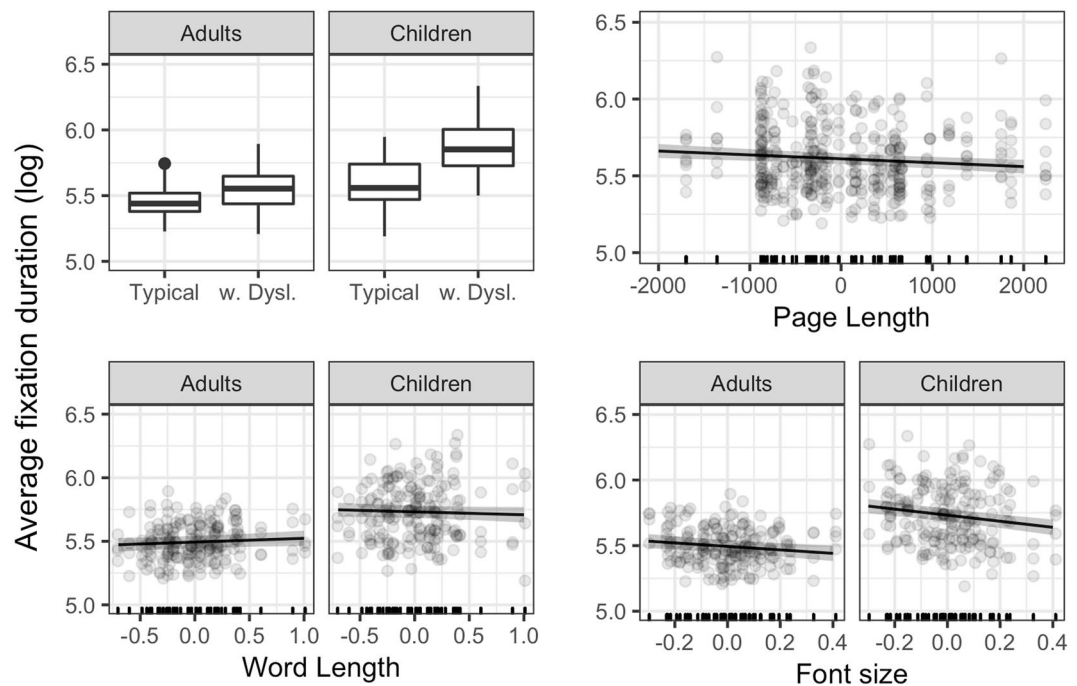 Average fixation duration (log)
Adults Children
6.5
6.0
5.5
5.0
Typical w. Dysl. Typical w. Dysl.
6.5
6.0
5.5
5.0
-2000 -1000 0 1000 2000
Page Length
Adults Children
6.5
6.0
5.5
5.0
-0.5 0.0 0.5 1.0 -0.5 0.0 0.5 1.0
Word Length
Adults Children
6.5
6.0
5.5
5.0
-0.2 0.0 0.2 0.4 -0.2 0.0 0.2 0.4
Font size